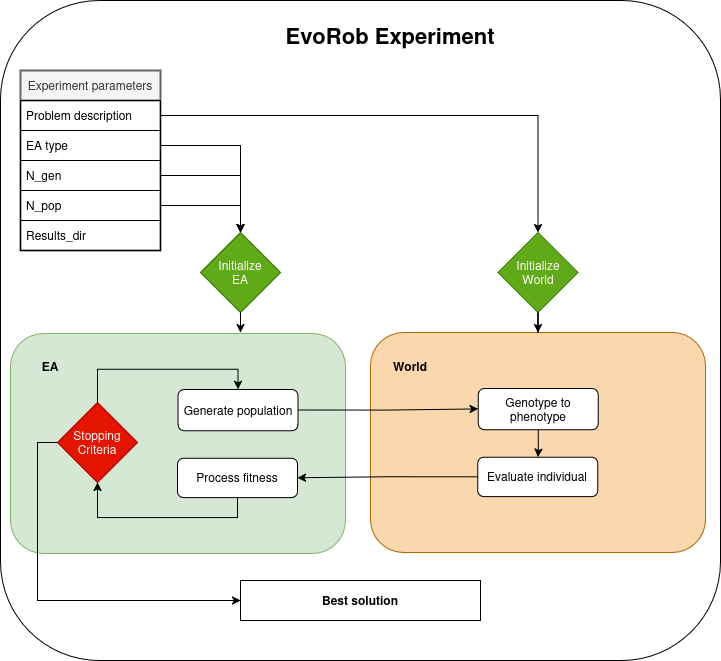 EvoRob Experiment
Experiment parameters
Problem description
EA type
N_gen
N_pop
Results_dir
Initialize
EA
Initialize
World
EA
World
Generate population
Genotype to
phenotype
Stopping
Criteria
Process fitness
Evaluate individual
Best solution